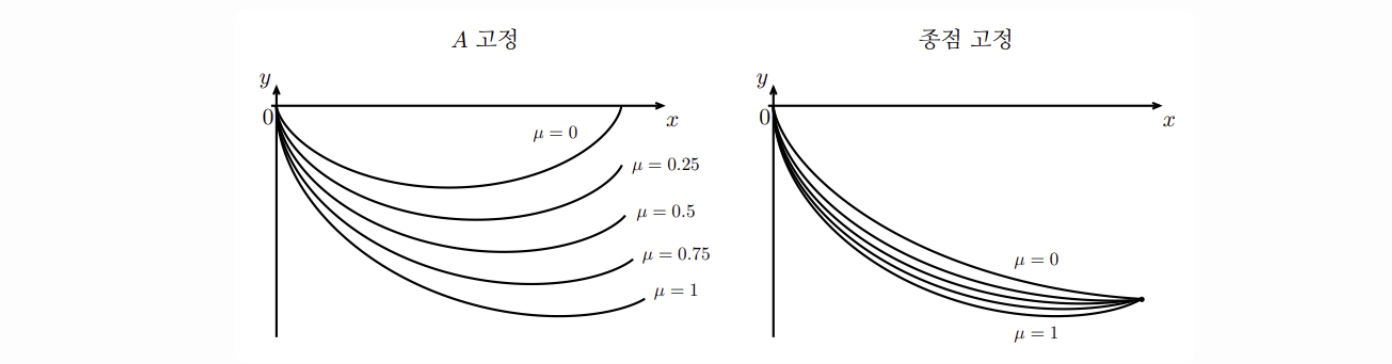 A 고정
y
0
x
μ = 0
μ = 0.25
μ = 0.5
μ = 0.75
μ = 1
종점 고정
y
0
x
μ = 0
μ = 1